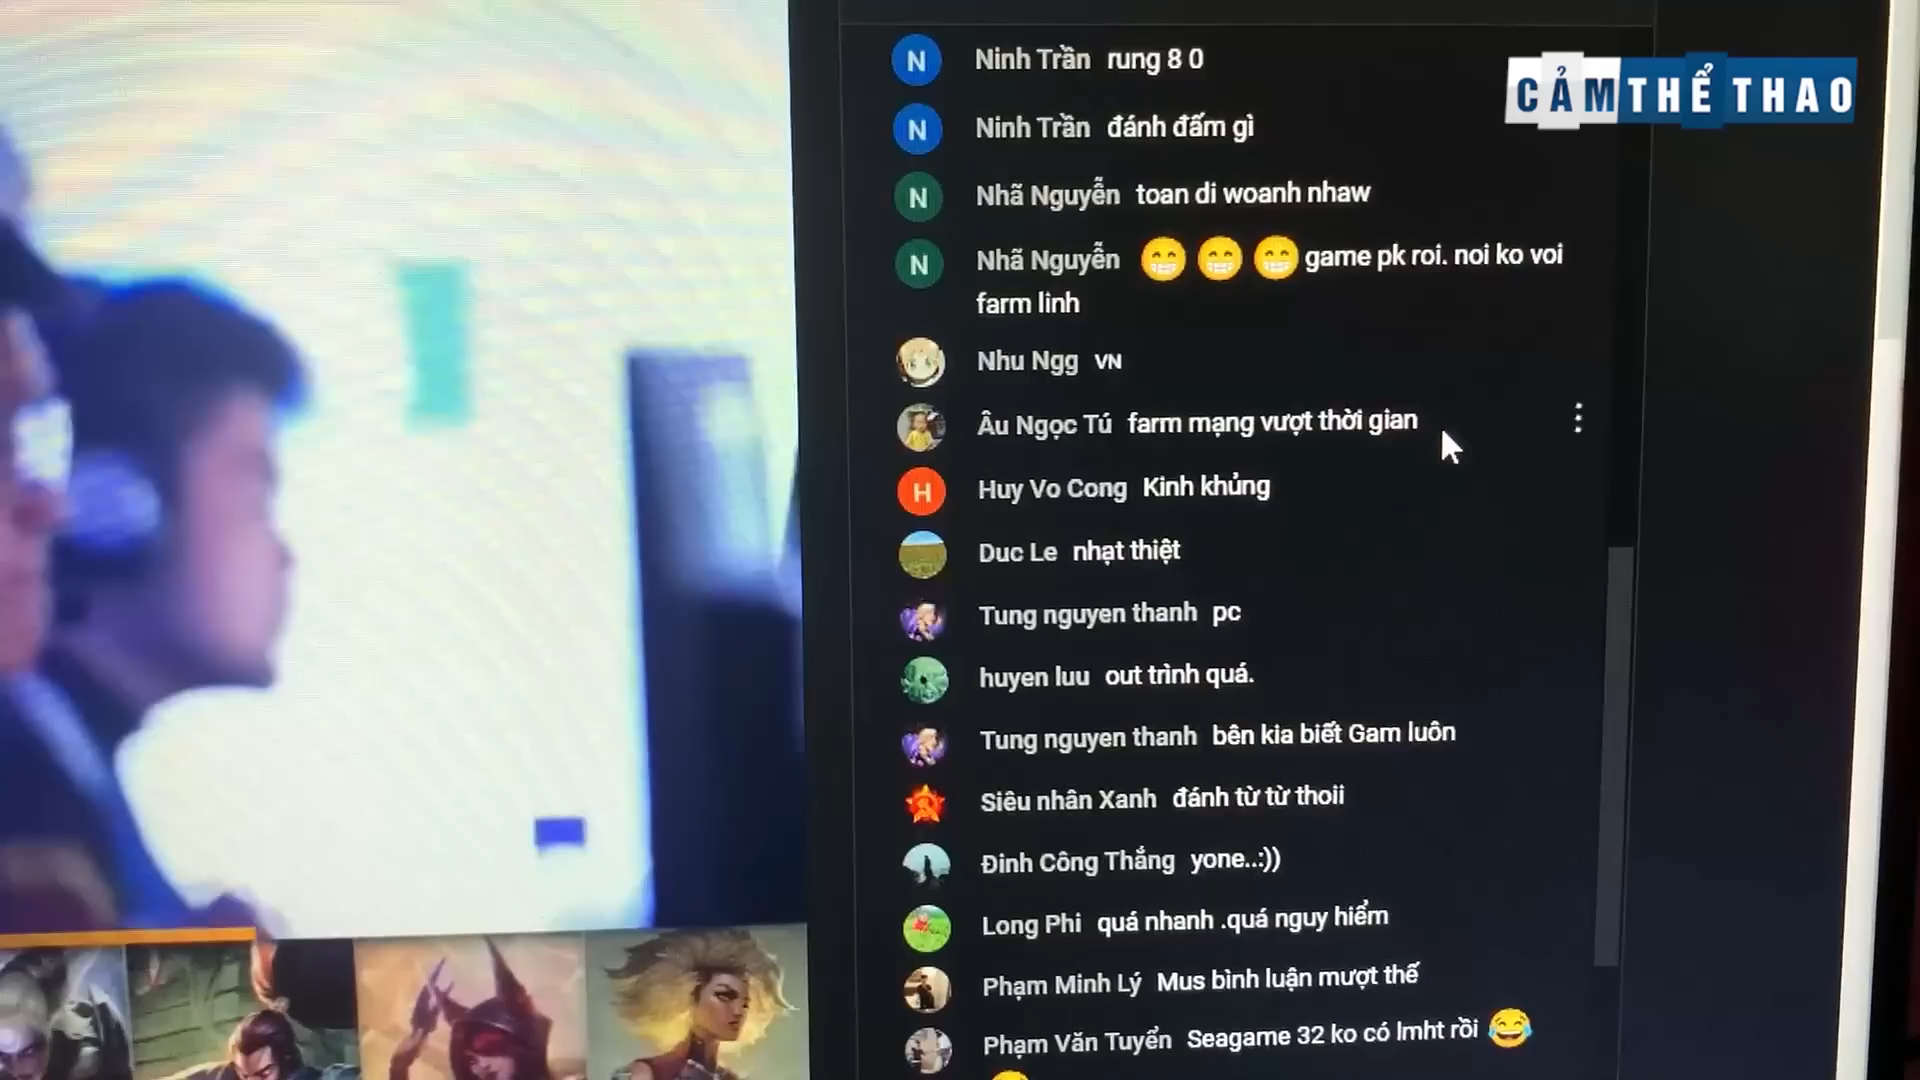 CẢM THỂ THAO
N Ninh Trần rung 8 0
N Ninh Trần đánh đấm gì
N Nhã Nguyễn toan di woanh nhaw
N Nhã Nguyễn 😁 😁 😁 game pk roi. noi ko voi
farm linh
Nhu Ngg VN
Âu Ngọc Tú farm mạng vượt thời gian
H Huy Vo Cong Kinh khủng
Duc Le nhạt thiệt
Tung nguyen thanh pc
huyen luu out trình quá.
Tung nguyen thanh bên kia biết Gam luôn
Siêu nhân Xanh đánh từ từ thoii
Đinh Công Thắng yone..:))
Long Phi quá nhanh .quá nguy hiểm
Phạm Minh Lý Mus bình luận mượt thế
Phạm Văn Tuyển Seagame 32 ko có lmht rồi 😂